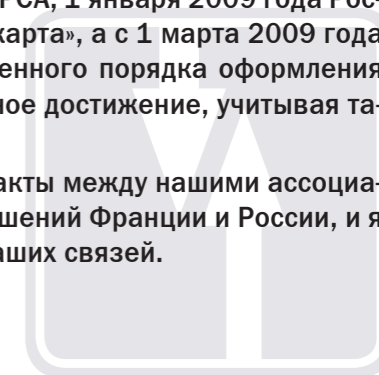 РСА, 1 января 2009 года Рос-
карта», а с 1 марта 2009 года
енного порядка оформления
ное достижение, учитывая та-
акты между нашими ассоциа-
шений Франции и России, и я
аших связей.